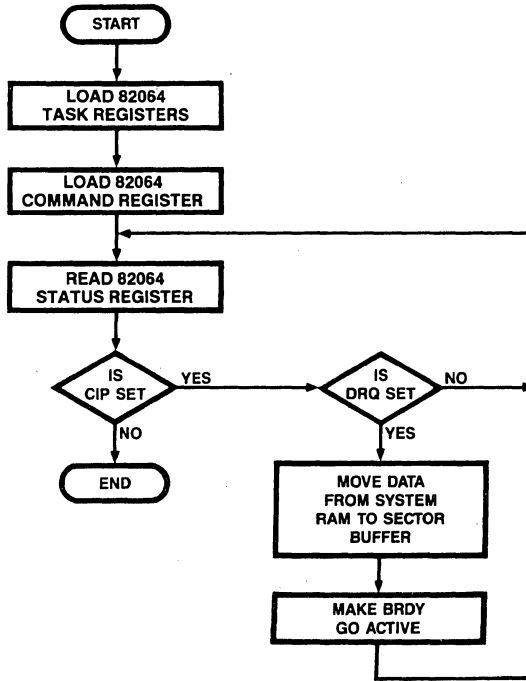 START
LOAD 82064
TASK REGISTERS
LOAD 82064
COMMAND REGISTER
READ 82064
STATUS REGISTER
IS
CIP SET
YES
NO
END
IS
DRQ SET
NO
YES
MOVE DATA
FROM SYSTEM
RAM TO SECTOR
BUFFER
MAKE BRDY
GO ACTIVE